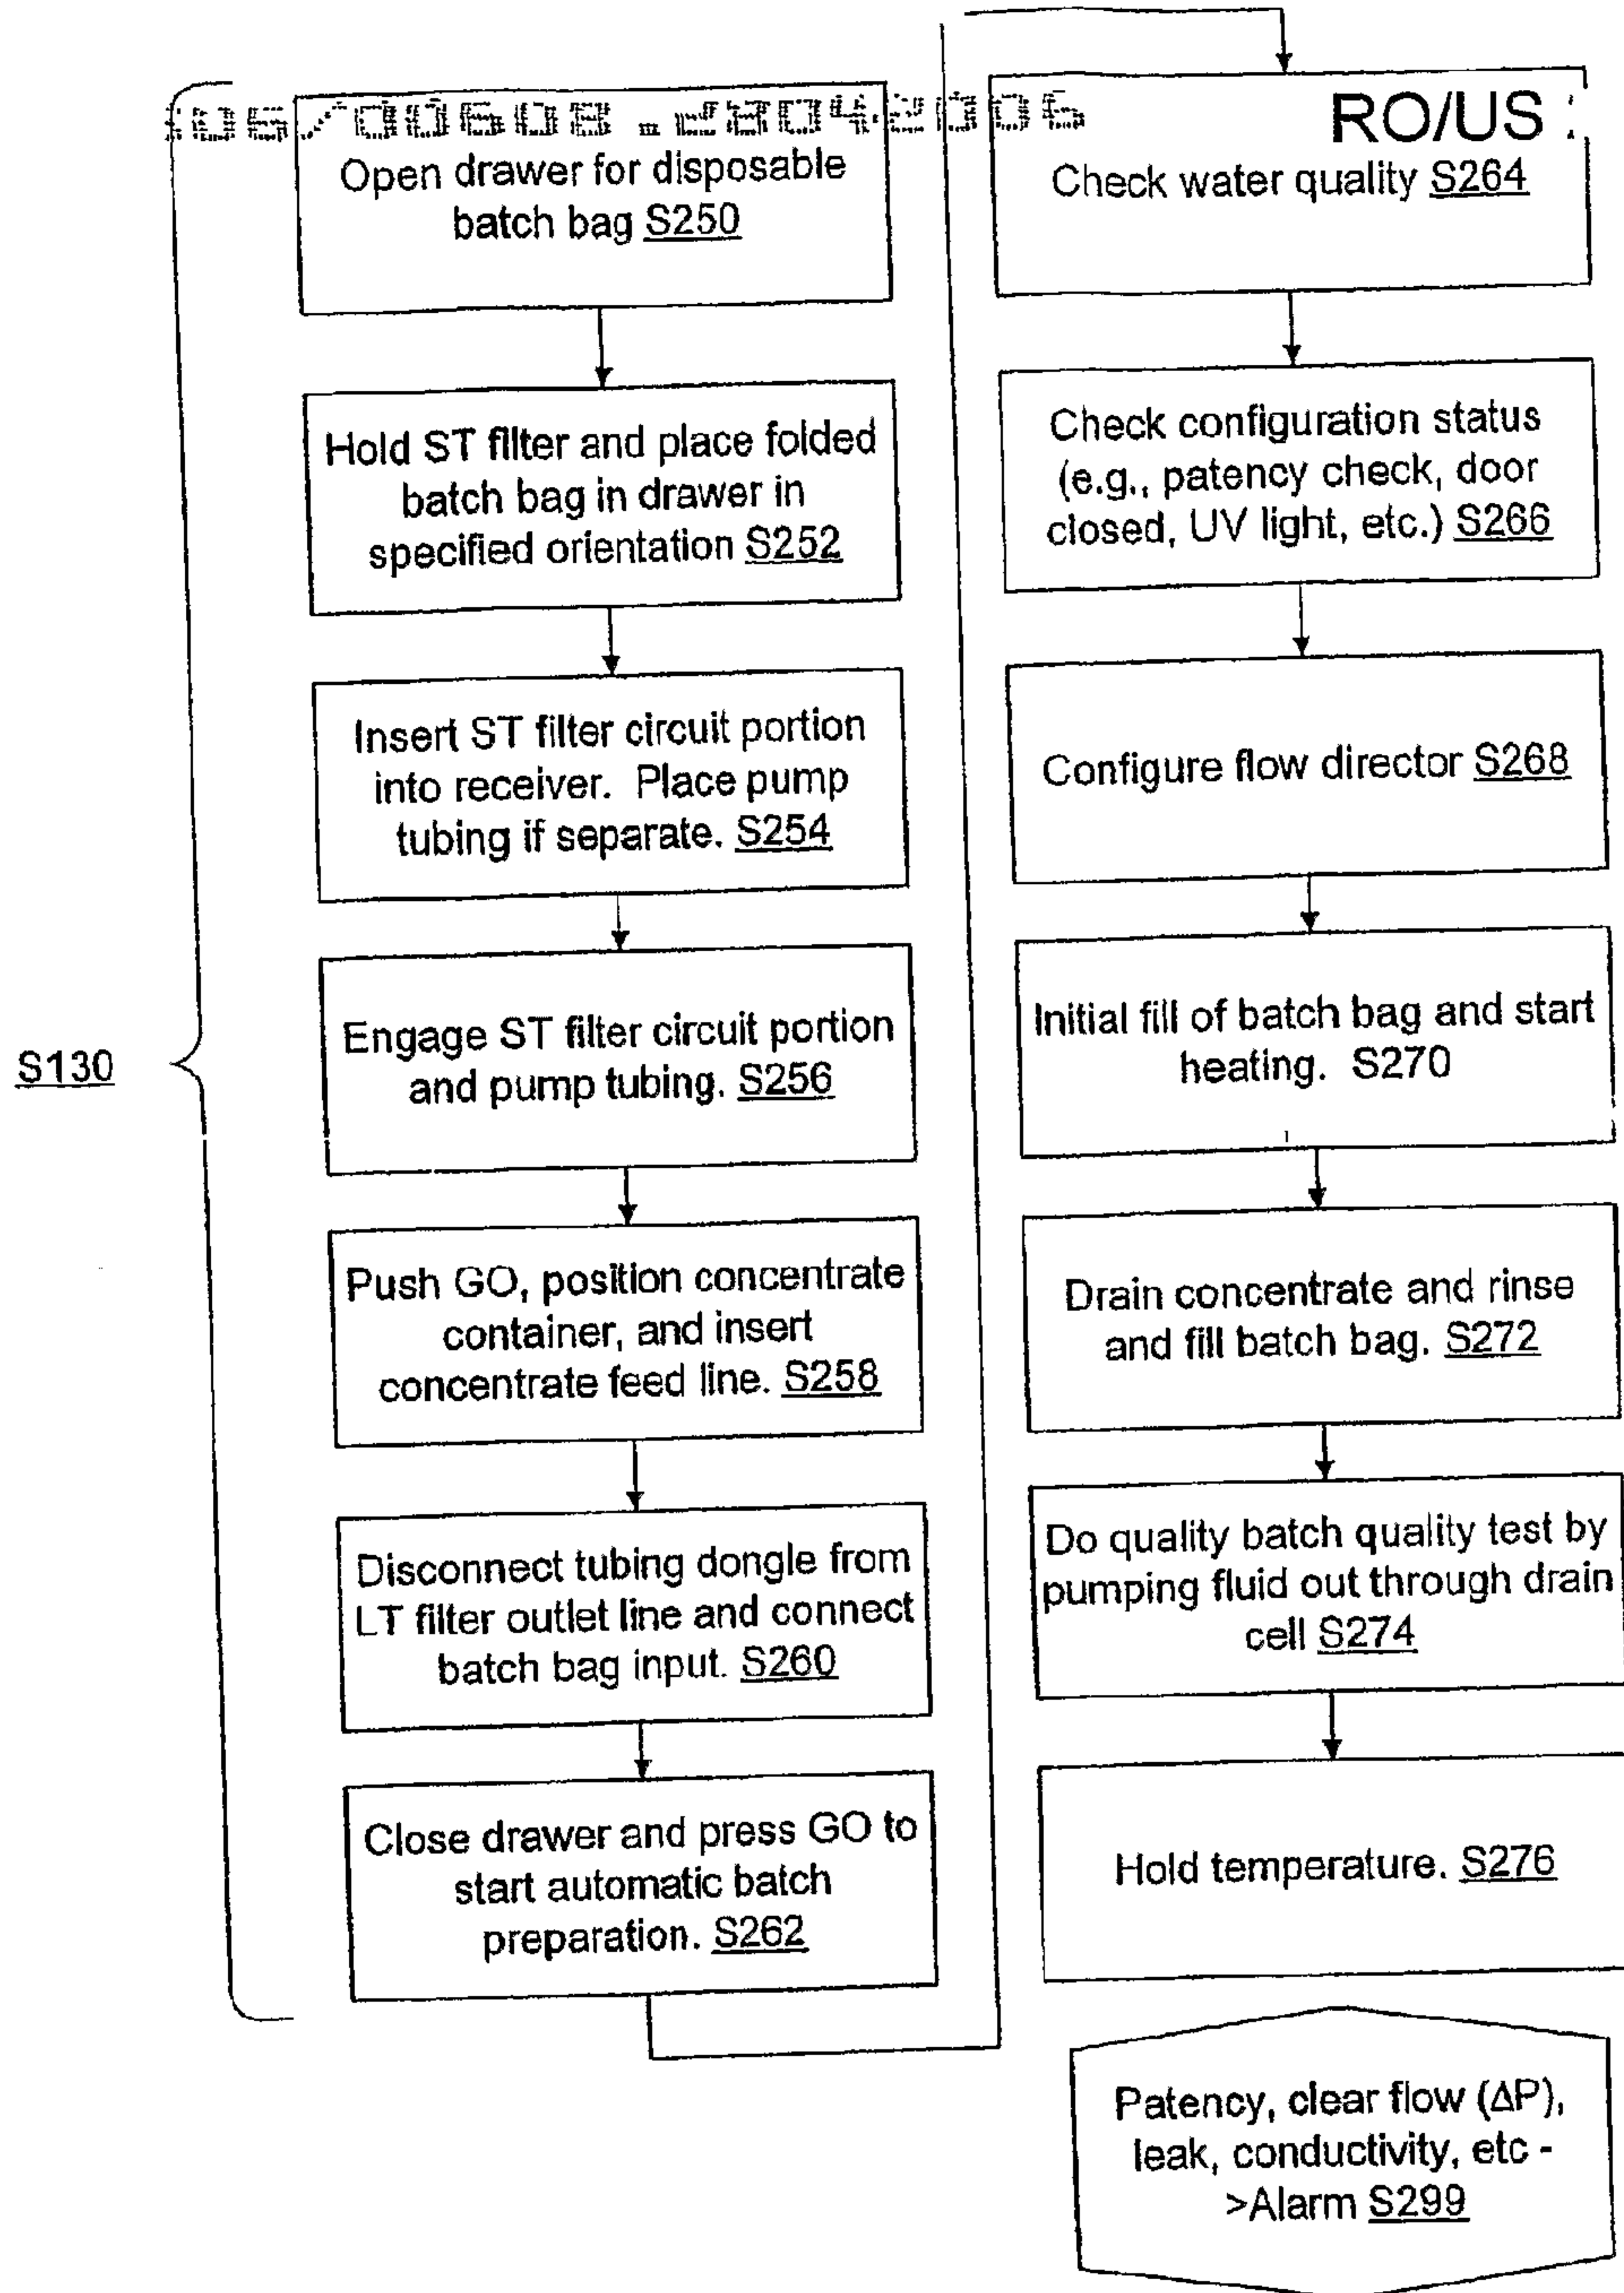 RO/US
Open drawer for disposable
batch bag S250
Hold ST filter and place folded
batch bag in drawer in
specified orientation S252
Insert ST filter circuit portion
into receiver. Place pump
tubing if separate. S254
Engage ST filter circuit portion
and pump tubing. S256
Push GO, position concentrate
container, and insert
concentrate feed line. S258
Disconnect tubing dongle from
LT filter outlet line and connect
batch bag input. S260
Close drawer and press GO to
start automatic batch
preparation. S262
S130
Check water quality S264
Check configuration status
(e.g., patency check, door
closed, UV light, etc.) S266
Configure flow director S268
Initial fill of batch bag and start
heating. S270
Drain concentrate and rinse
and fill batch bag. S272
Do quality batch quality test by
pumping fluid out through drain
cell S274
Hold temperature. S276
Patency, clear flow (ΔP),
leak, conductivity, etc -
>Alarm S299